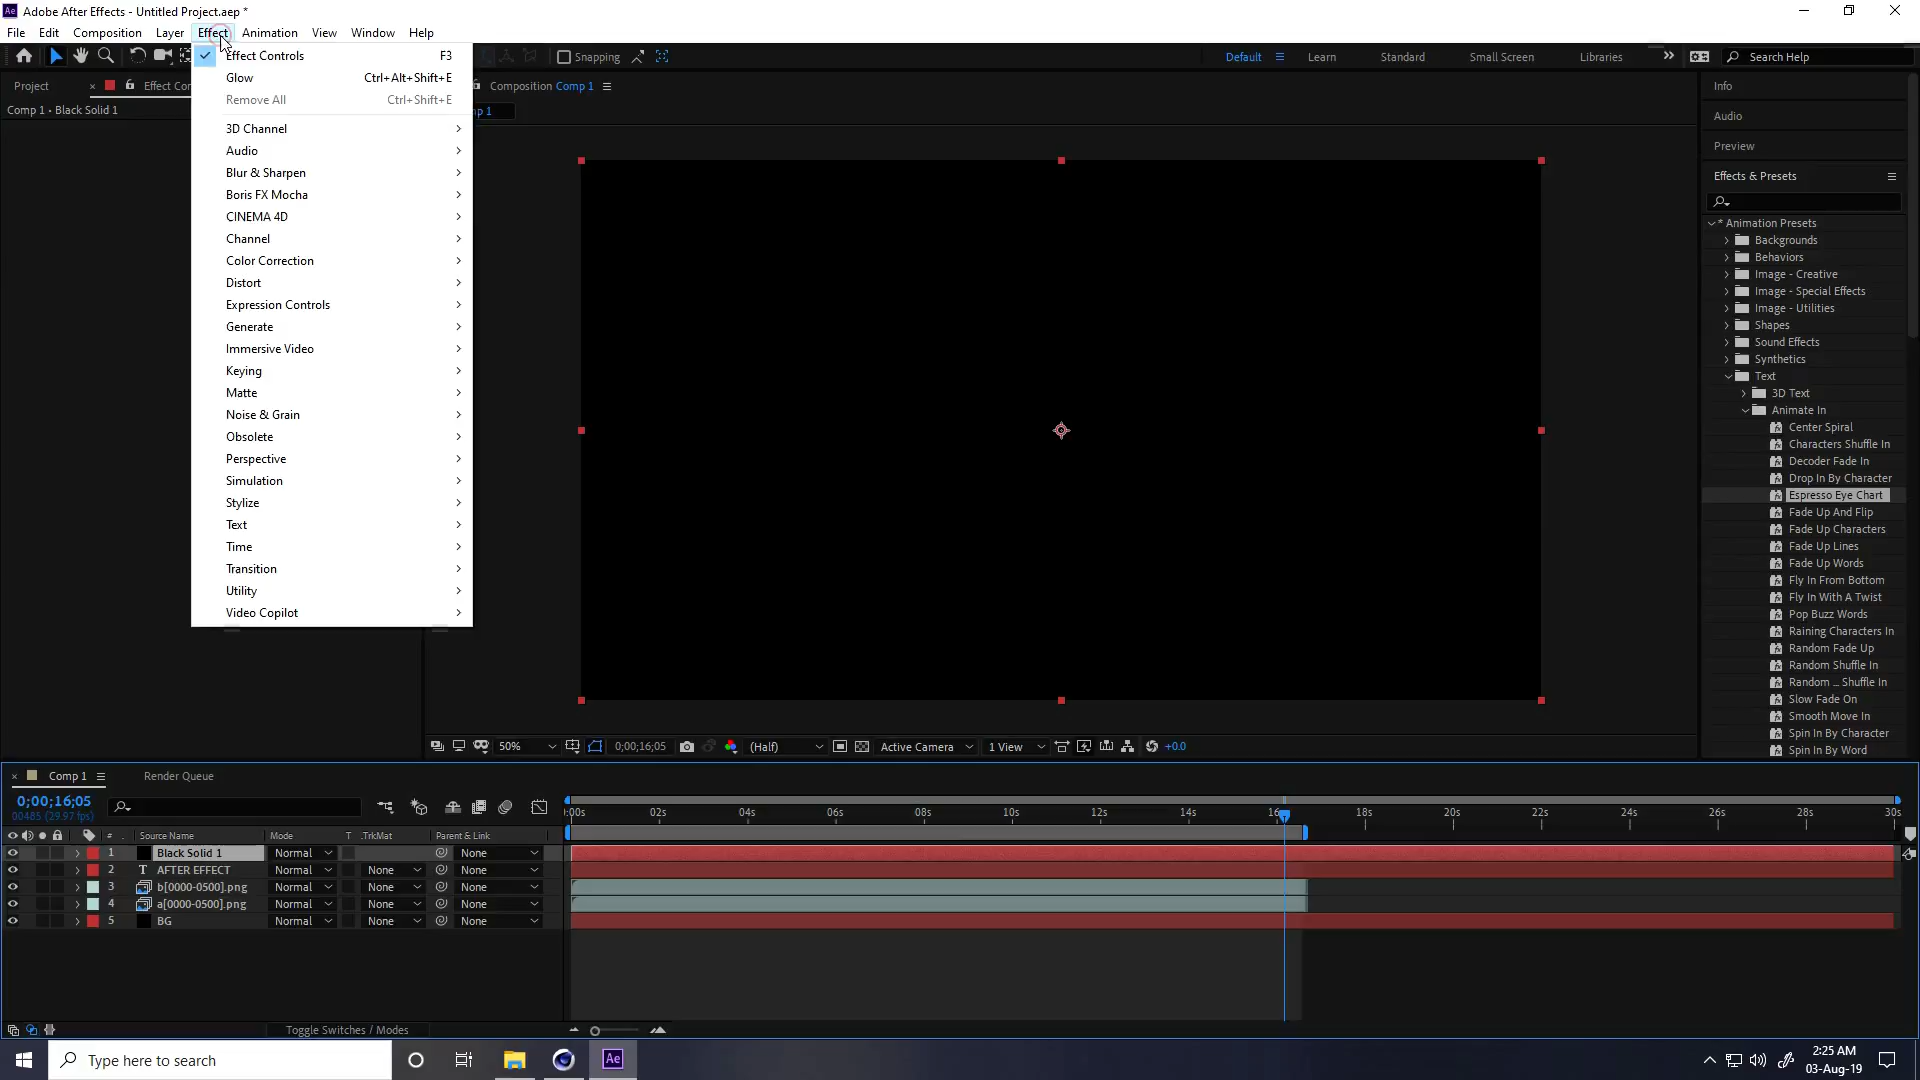 Adobe After Effects - Untitled Project.aep *
File Edit Composition Layer Effect Animation View Window Help
Snapping Default Learn Standard Small Screen Libraries Search Help
Project Effect Con
Comp 1 • Black Solid 1
Effect Controls F3
Glow Ctrl+Alt+Shift+E
Remove All Ctrl+Shift+E
3D Channel
Audio
Blur & Sharpen
Boris FX Mocha
CINEMA 4D
Channel
Color Correction
Distort
Expression Controls
Generate
Immersive Video
Keying
Matte
Noise & Grain
Obsolete
Perspective
Simulation
Stylize
Text
Time
Transition
Utility
Video Copilot
Composition Comp 1
p 1
50% 0;00;16;05 (Half) Active Camera 1 View +0.0
Info
Audio
Preview
Effects & Presets
* Animation Presets
Backgrounds
Behaviors
Image - Creative
Image - Special Effects
Image - Utilities
Shapes
Sound Effects
Synthetics
Text
3D Text
Animate In
Center Spiral
Characters Shuffle In
Decoder Fade In
Drop In By Character
Espresso Eye Chart
Fade Up And Flip
Fade Up Characters
Fade Up Lines
Fade Up Words
Fly In From Bottom
Fly In With A Twist
Pop Buzz Words
Raining Characters In
Random Fade Up
Random Shuffle In
Random ... Shuffle In
Slow Fade On
Smooth Move In
Spin In By Character
Spin In By Word
Comp 1 Render Queue
0;00;16;05
00485 (29.97 fps)
:00s 02s 04s 06s 08s 10s 12s 14s 16s 18s 20s 22s 24s 26s 28s 30s
# . Source Name Mode T .TrkMat Parent & Link
1 Black Solid 1 Normal None
2 T AFTER EFFECT Normal None None
3 b[0000-0500].png Normal None None
4 a[0000-0500].png Normal None None
5 BG Normal None None
Toggle Switches / Modes
Type here to search
Ae
2:25 AM
03-Aug-19